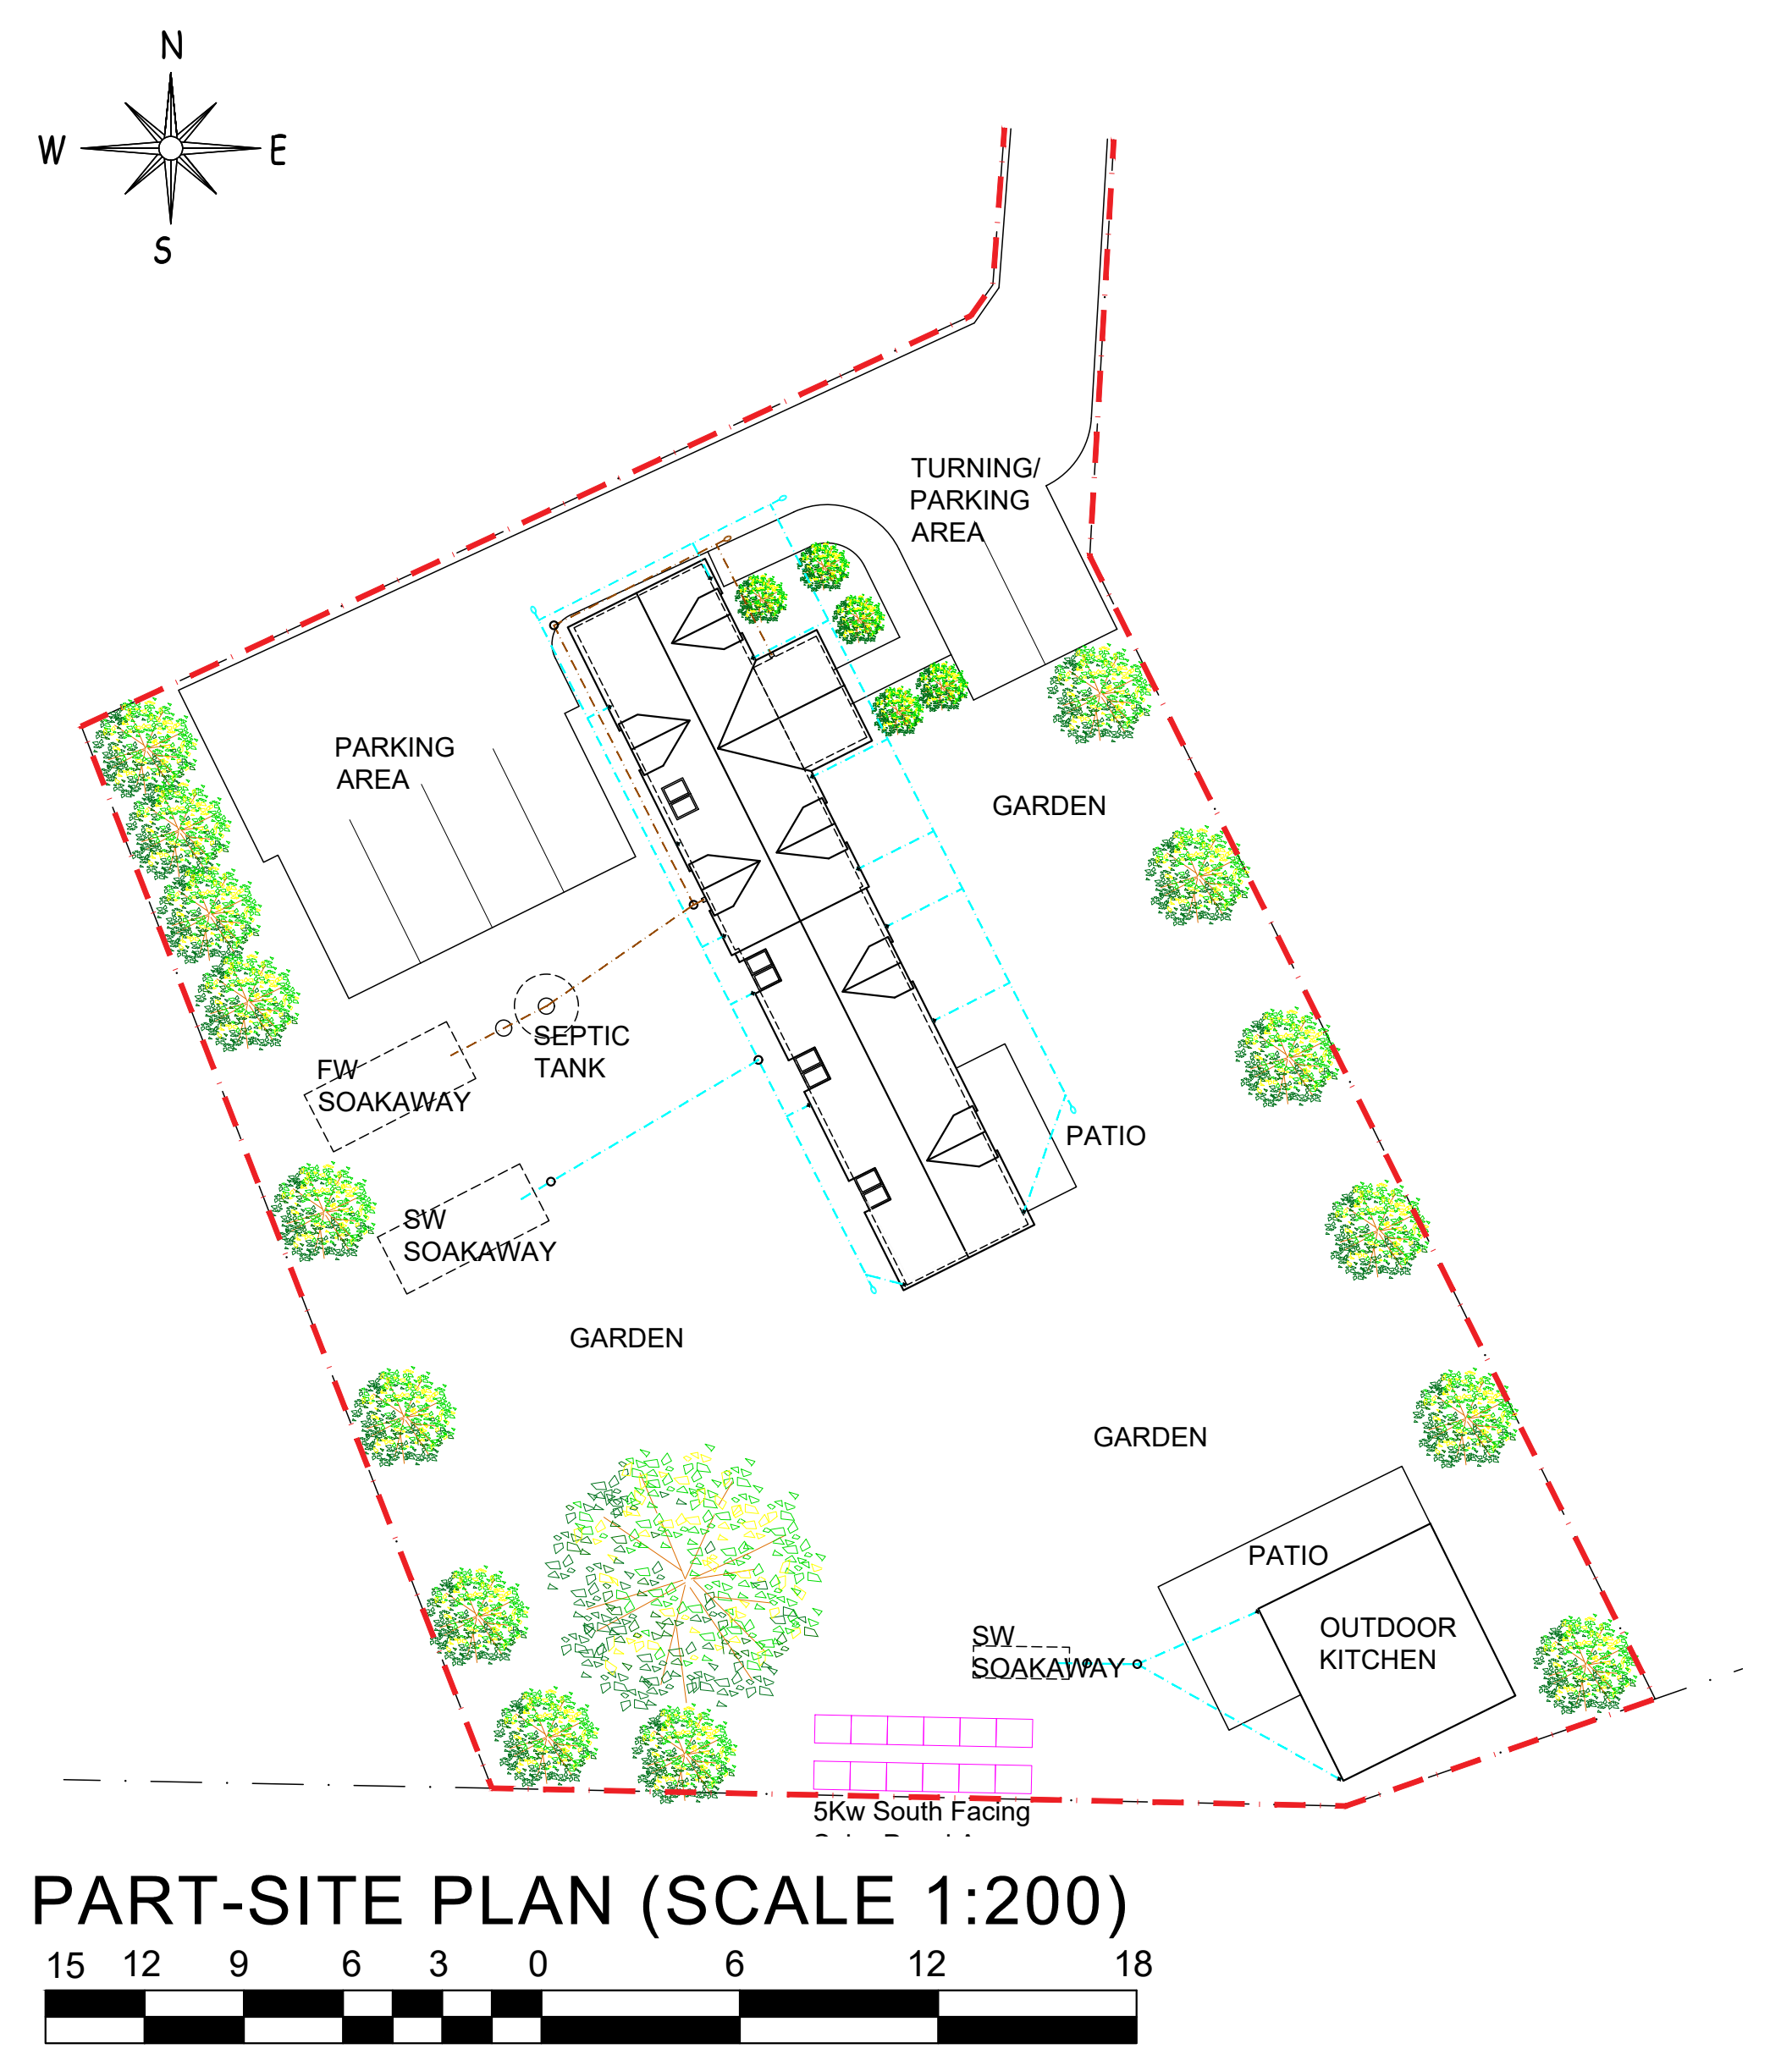 N
W
E
S
TURNING/
PARKING
AREA
PARKING
AREA
GARDEN
SEPTIC
TANK
FW
SOAKAWAY
PATIO
SW
SOAKAWAY
GARDEN
GARDEN
PATIO
OUTDOOR
KITCHEN
SW
SOAKAWAY
5Kw South Facing
PART-SITE PLAN (SCALE 1:200)
15 12 9 6 3 0 6 12 18